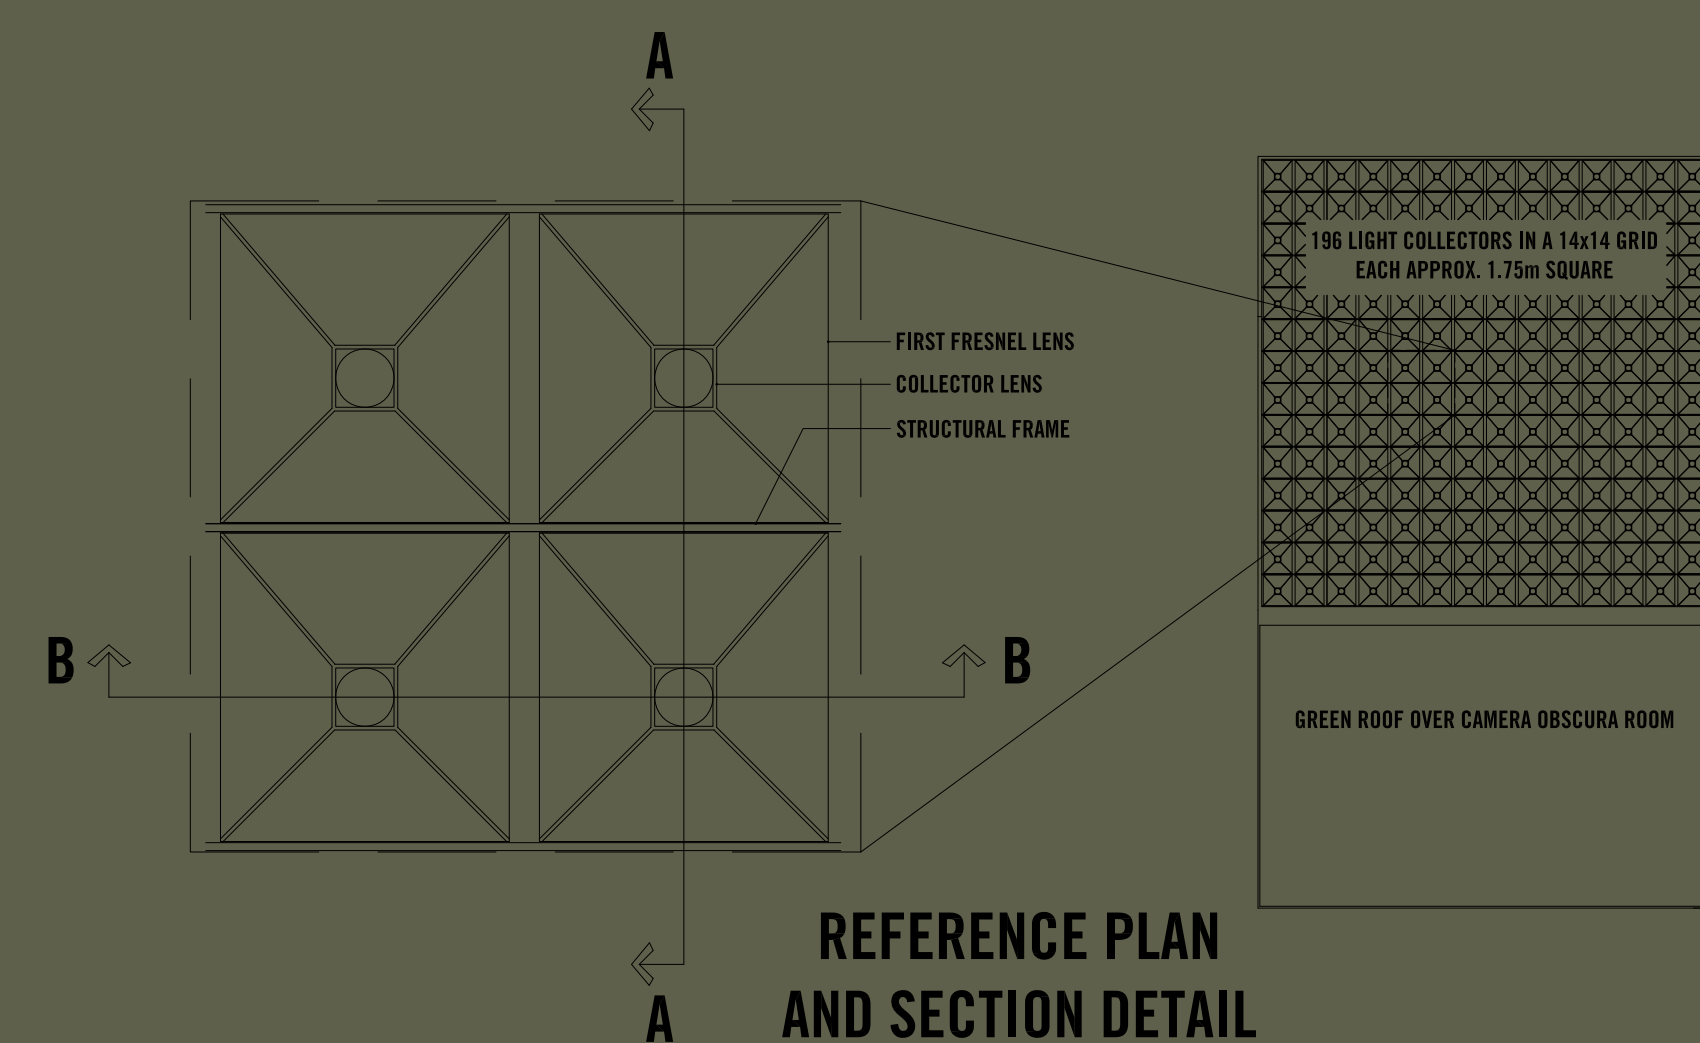 A
196 LIGHT COLLECTORS IN A 14x14 GRID
EACH APPROX. 1.75m SQUARE
FIRST FRESNEL LENS
COLLECTOR LENS
STRUCTURAL FRAME
B
B
GREEN ROOF OVER CAMERA OBSCURA ROOM
REFERENCE PLAN
AND SECTION DETAIL
A